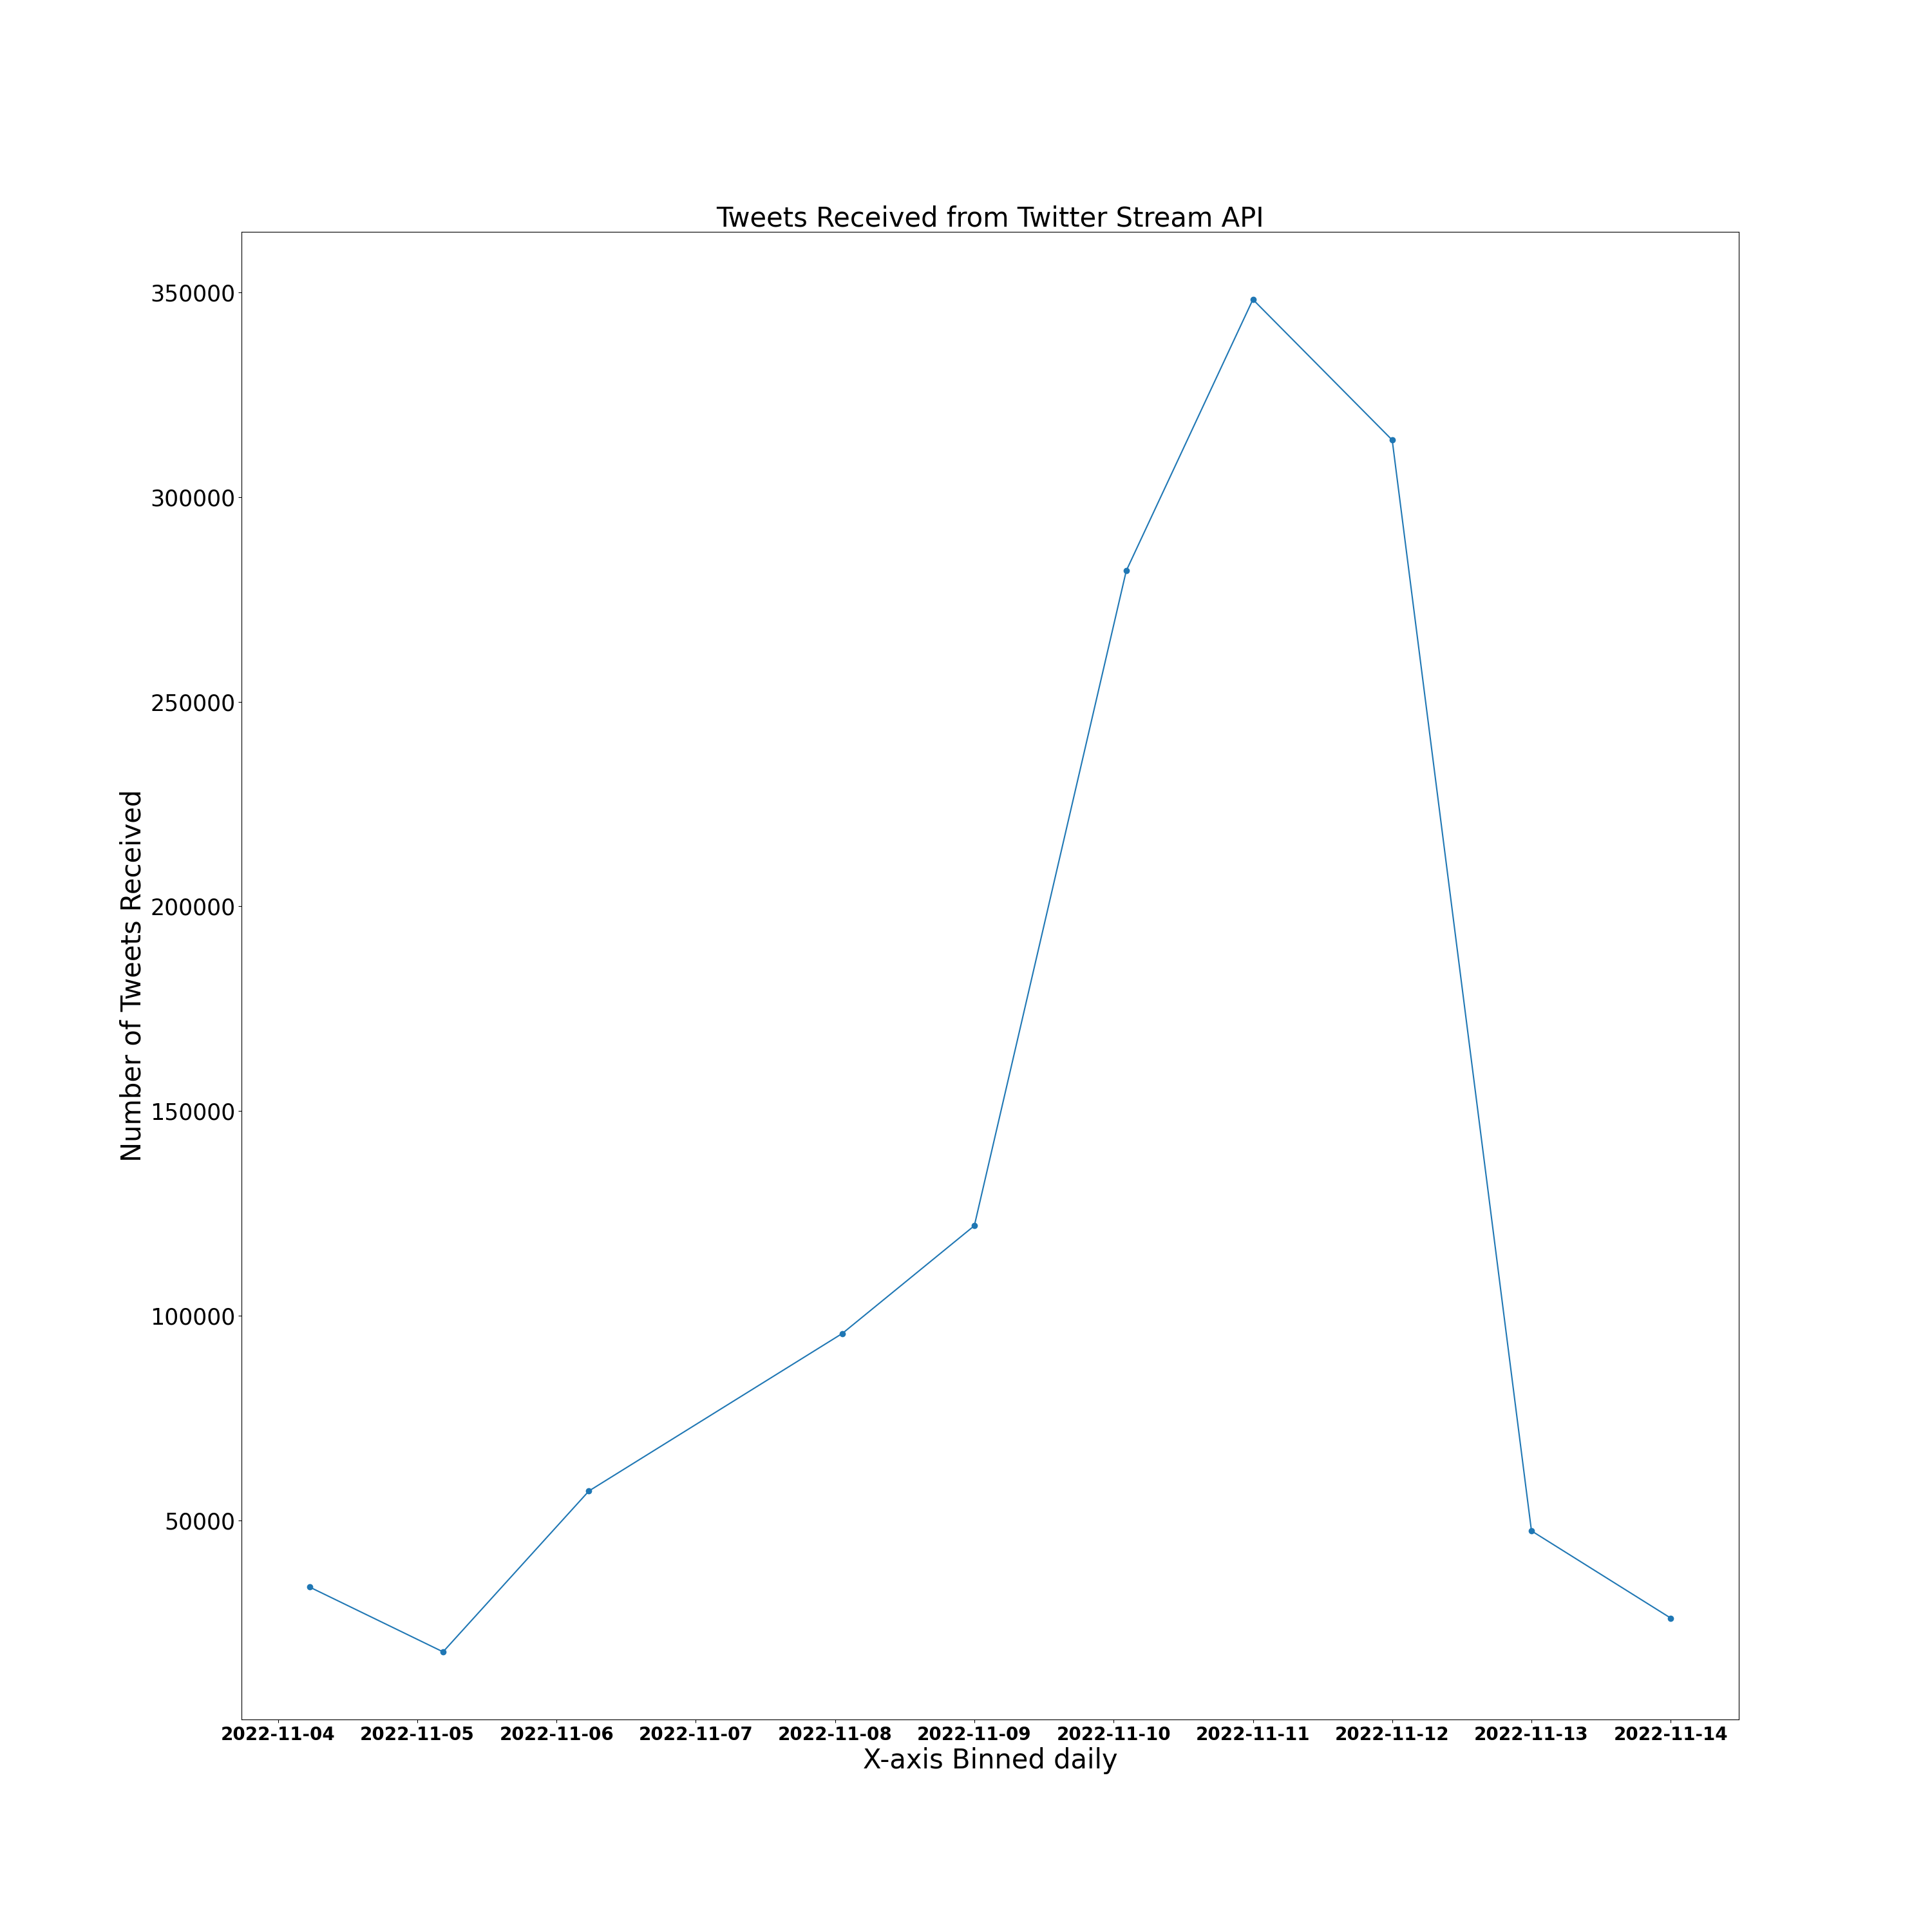 Tweets Received from Twitter Stream API
350000
300000
250000
200000
150000
100000
50000
Number of Tweets Received
2022-11-04 2022-11-05 2022-11-06 2022-11-07 2022-11-08 2022-11-09 2022-11-10 2022-11-11 2022-11-12 2022-11-13 2022-11-14
X-axis Binned daily